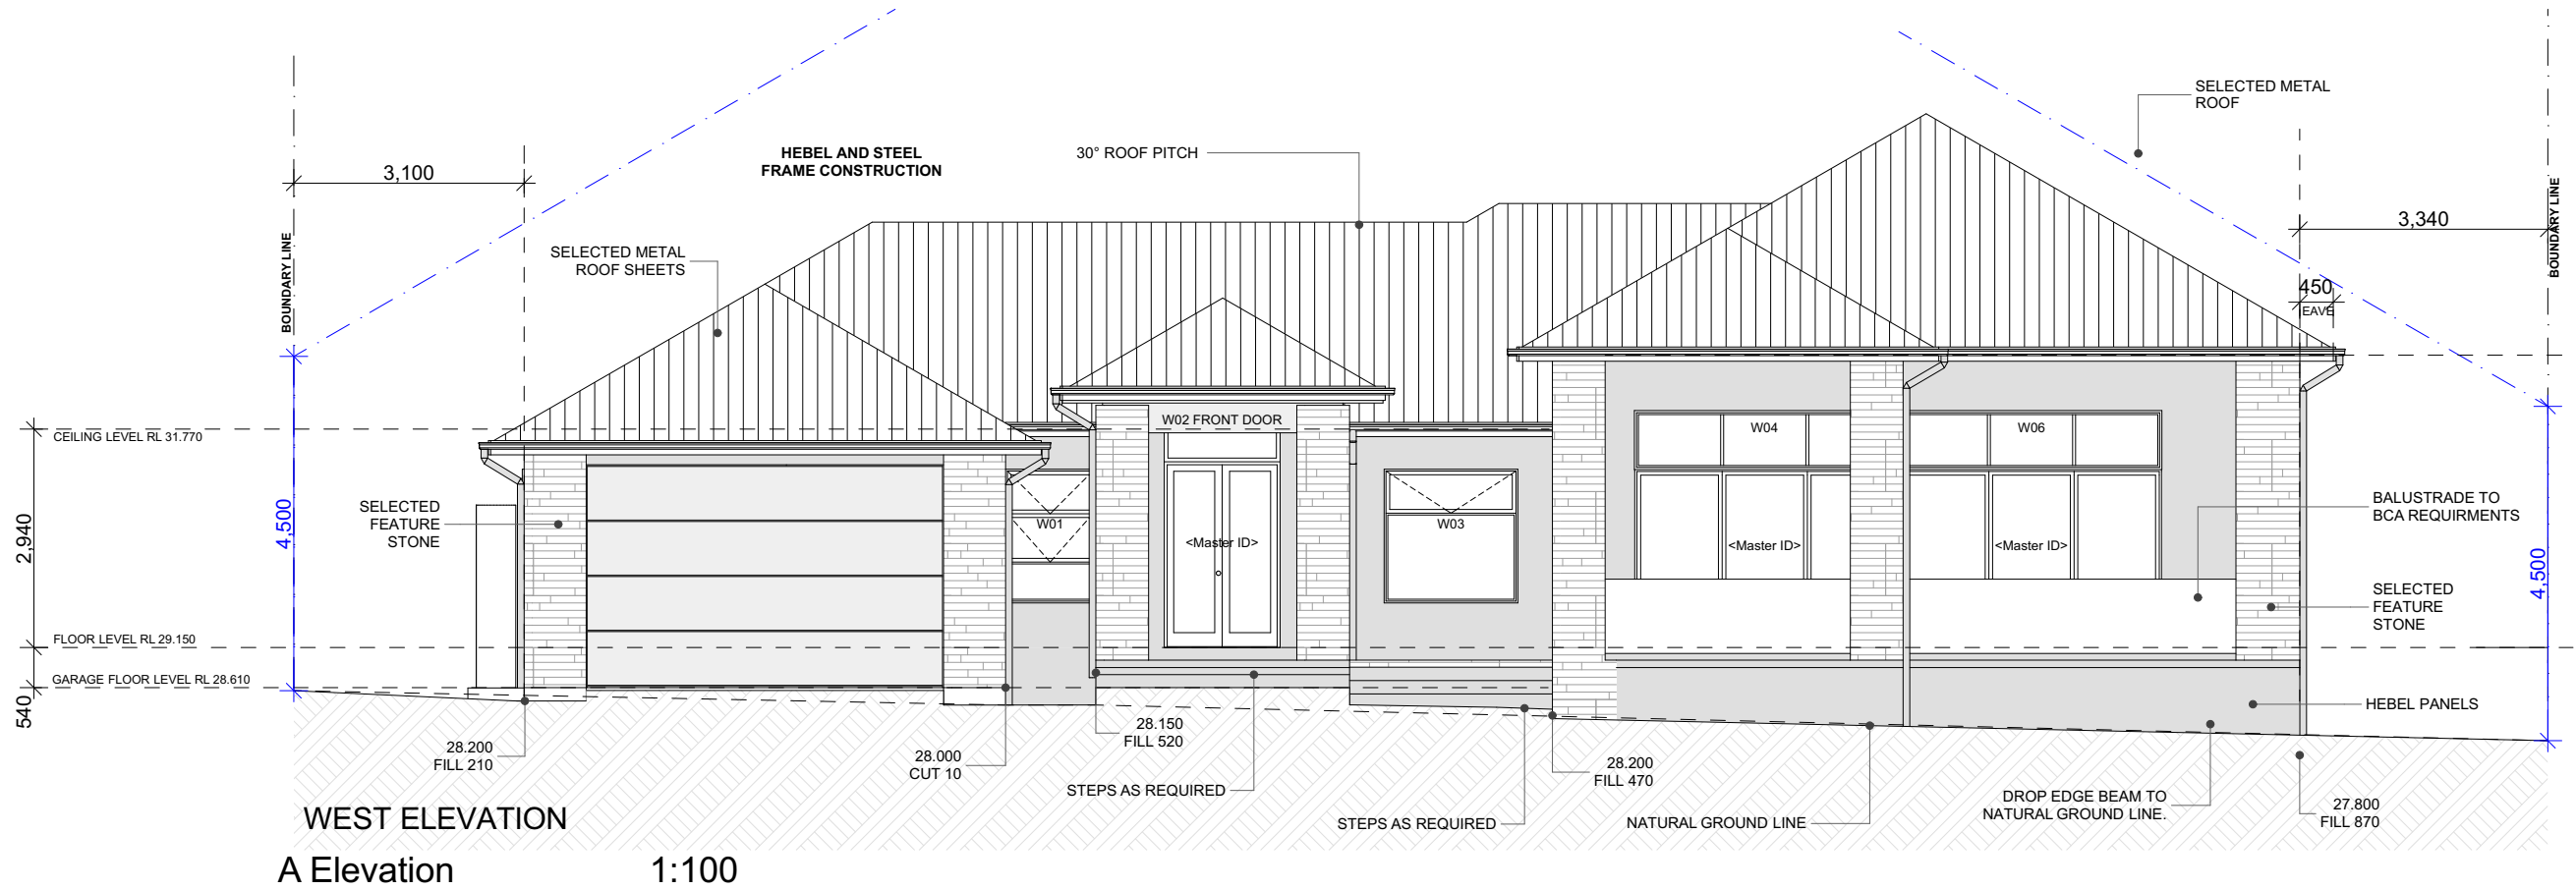 SELECTED METAL
ROOF
HEBEL AND STEEL
FRAME CONSTRUCTION
30° ROOF PITCH
3,100
BOUNDARY LINE
BOUNDARY LINE
3,340
SELECTED METAL
ROOF SHEETS
450
EAVE
W02 FRONT DOOR
W04
W06
CEILING LEVEL RL 31.770
SELECTED
FEATURE
STONE
4,500
2,940
W01
W03
BALUSTRADE TO
BCA REQUIRMENTS
<Master ID>
<Master ID>
<Master ID>
4,500
SELECTED
FEATURE
STONE
FLOOR LEVEL RL 29.150
GARAGE FLOOR LEVEL RL 28.610
540
HEBEL PANELS
28.200
FILL 210
28.000
CUT 10
28.150
FILL 520
STEPS AS REQUIRED
28.200
FILL 470
STEPS AS REQUIRED
NATURAL GROUND LINE
DROP EDGE BEAM TO
NATURAL GROUND LINE.
27.800
FILL 870
WEST ELEVATION
A Elevation 1:100